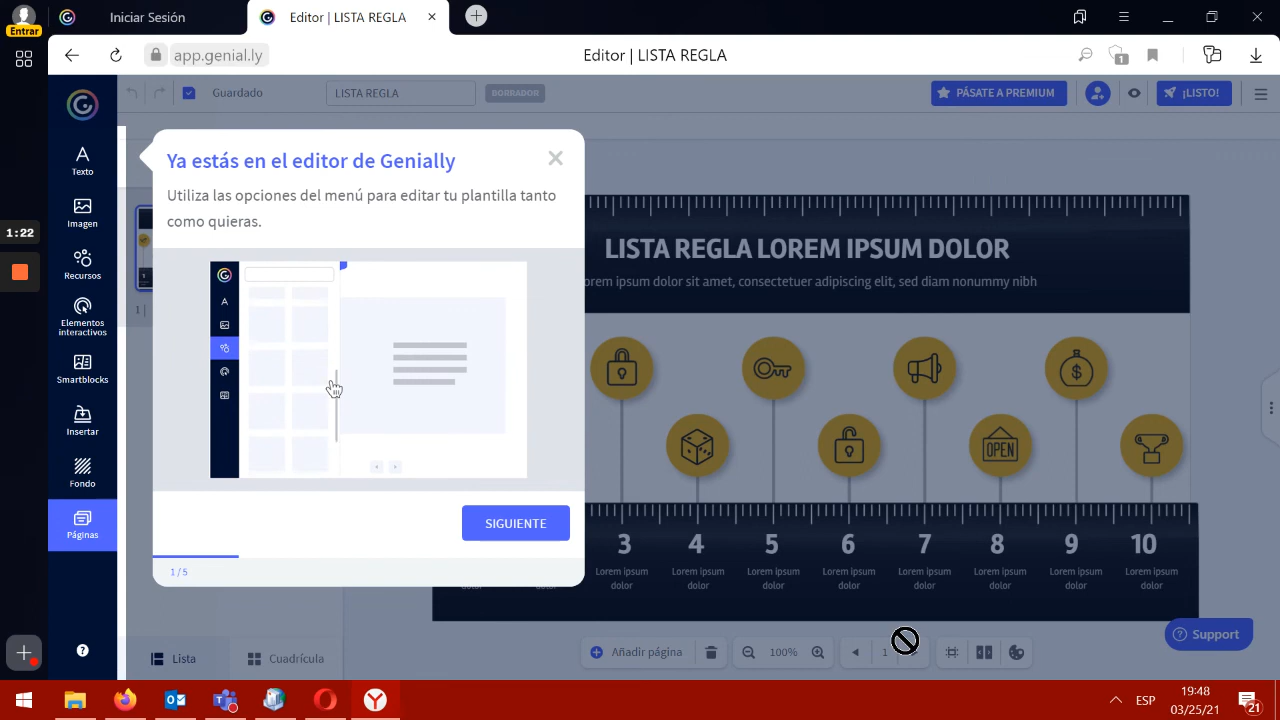 Entrar
Iniciar Sesión
Editor | LISTA REGLA
app.genial.ly
Editor | LISTA REGLA
1
Guardado
LISTA REGLA
BORRADOR
PÁSATE A PREMIUM
¡LISTO!
Texto
Imagen
1:22
Recursos
Elementos
interactivos
Smartblocks
Insertar
Fondo
Páginas
Ya estás en el editor de Genially
Utiliza las opciones del menú para editar tu plantilla tanto
como quieras.
SIGUIENTE
1 / 5
1
LISTA REGLA LOREM IPSUM DOLOR
orem ipsum dolor sit amet, consectetuer adipiscing elit, sed diam nonummy nibh
OPEN
3 4 5 6 7 8 9 10
Lorem ipsum Lorem ipsum Lorem ipsum Lorem ipsum Lorem ipsum Lorem ipsum Lorem ipsum Lorem ipsum
dolor dolor dolor dolor dolor dolor dolor dolor
Support
Lista
Cuadrícula
Añadir página
100%
1
ESP
19:48
03/25/21
21